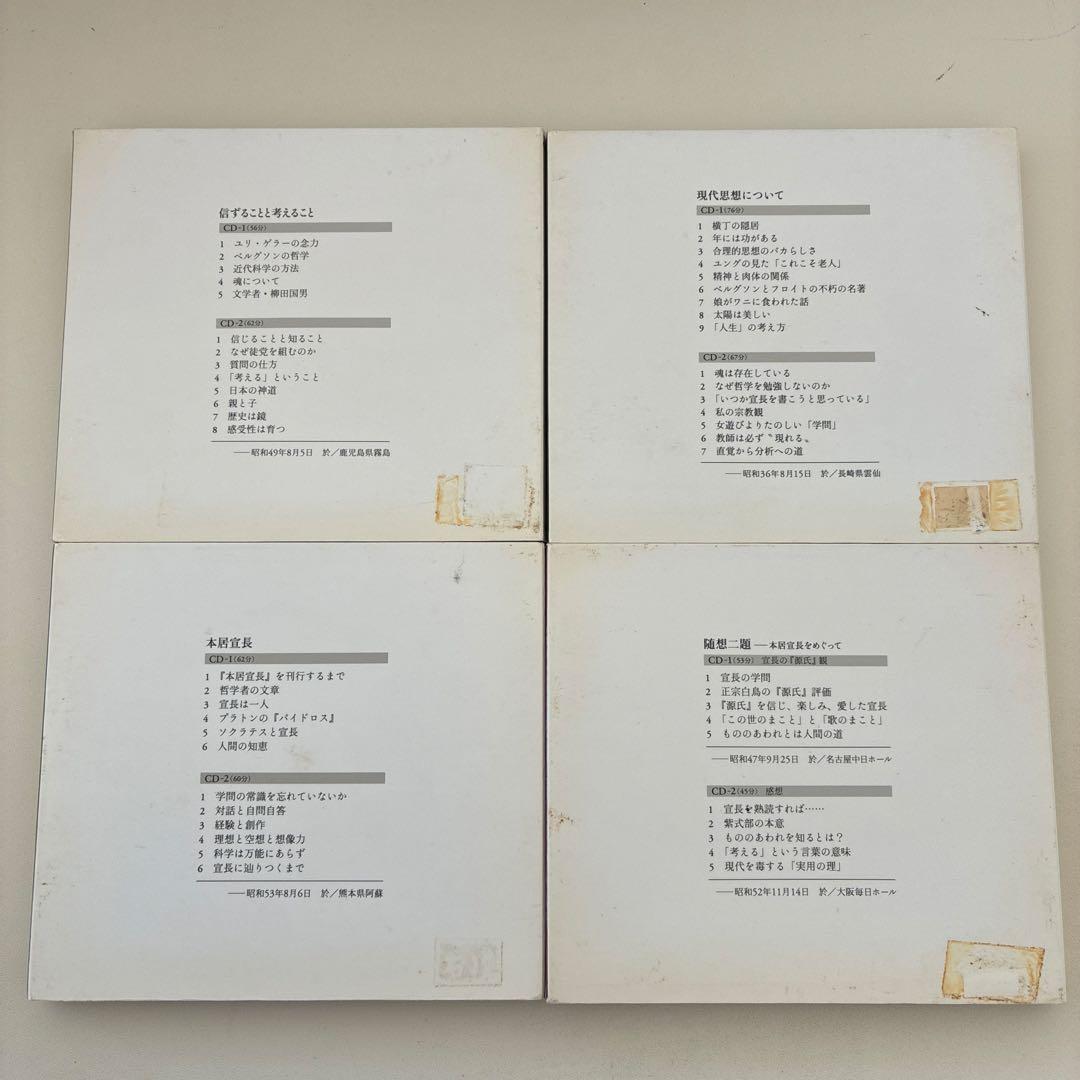 信ずることと考えること
CD-1(56分)
1 ユリ・ゲラーの念力
2 ベルグソンの哲学
3 近代科学の方法
4 魂について
5 文学者・柳田国男
CD-2(62分)
1 信じることと知ること
2 なぜ徒党を組むのか
3 質問の仕方
4 「考える」ということ
5 日本の神道
6 親と子
7 歴史は鏡
8 感受性は育つ
──昭和49年8月5日 於／鹿児島県霧島
現代思想について
CD-1(76分)
1 横丁の隠居
2 年には功がある
3 合理的思想のバカらしさ
4 ユングの見た「これこそ老人」
5 精神と肉体の関係
6 ベルグソンとフロイトの不朽の名著
7 娘がワニに食われた話
8 太陽は美しい
9 「人生」の考え方
CD-2(67分)
1 魂は存在している
2 なぜ哲学を勉強しないのか
3 「いつか宣長を書こうと思っている」
4 私の宗教観
5 女遊びよりたのしい「学問」
6 教師は必ず〝現れる〟
7 直覚から分析への道
──昭和36年8月15日 於／長崎県雲仙
本居宣長
CD-1(62分)
1 『本居宣長』を刊行するまで
2 哲学者の文章
3 宣長は一人
4 プラトンの『パイドロス』
5 ソクラテスと宣長
6 人間の知恵
CD-2(60分)
1 学問の常識を忘れていないか
2 対話と自問自答
3 経験と創作
4 理想と空想と想像力
5 科学は万能にあらず
6 宣長に辿りつくまで
──昭和53年8月6日 於／熊本県阿蘇
随想二題 ──本居宣長をめぐって
CD-1(53分) 宣長の『源氏』観
1 宣長の学問
2 正宗白鳥の『源氏』評価
3 『源氏』を信じ、楽しみ、愛した宣長
4 「この世のまこと」と「歌のまこと」
5 もののあわれとは人間の道
──昭和47年9月25日 於／名古屋中日ホール
CD-2(45分) 感想
1 宣長を熟読すれば……
2 紫式部の本意
3 もののあわれを知るとは？
4 「考える」という言葉の意味
5 現代を毒する「実用の理」
──昭和52年11月14日 於／大阪毎日ホール